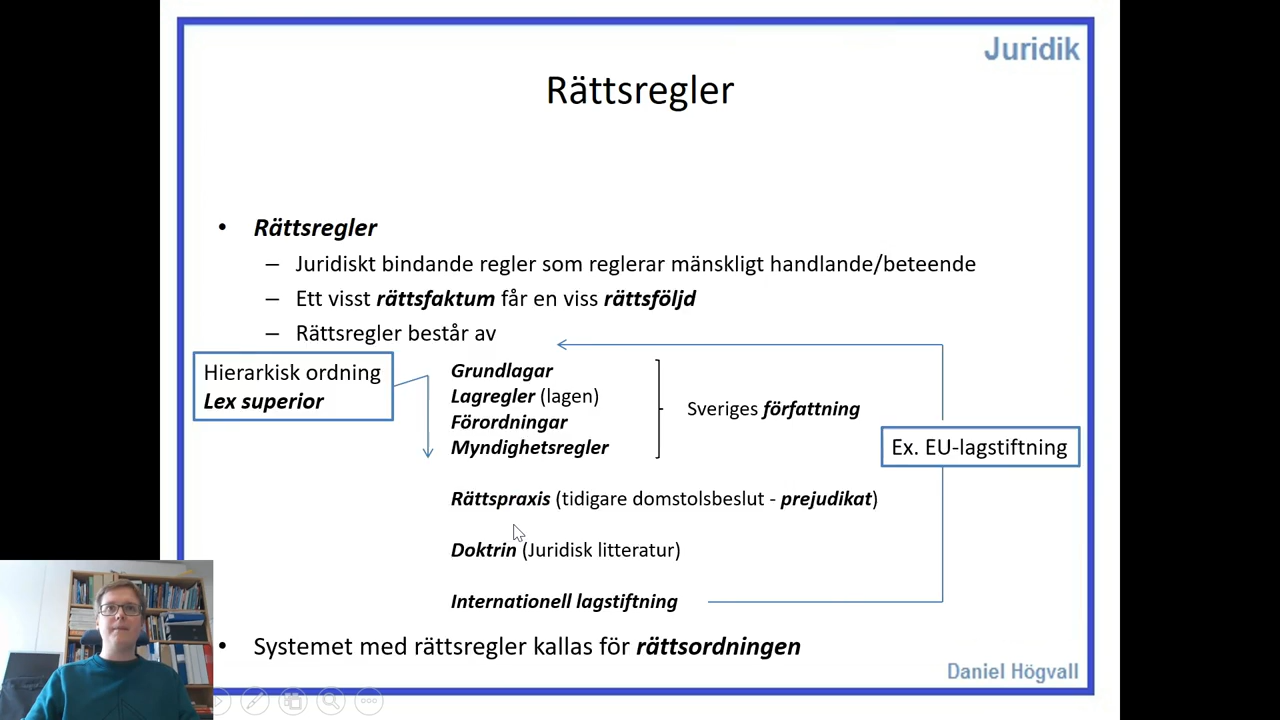 Juridik
Rättsregler
• Rättsregler
– Juridiskt bindande regler som reglerar mänskligt handlande/beteende
– Ett visst rättsfaktum får en viss rättsföljd
– Rättsregler består av
Hierarkisk ordning
Lex superior
Grundlagar
Lagregler (lagen)
Förordningar
Myndighetsregler
Sveriges författning
Ex. EU-lagstiftning
Rättspraxis (tidigare domstolsbeslut - prejudikat)
Doktrin (Juridisk litteratur)
Internationell lagstiftning
• Systemet med rättsregler kallas för rättsordningen
Daniel Högvall